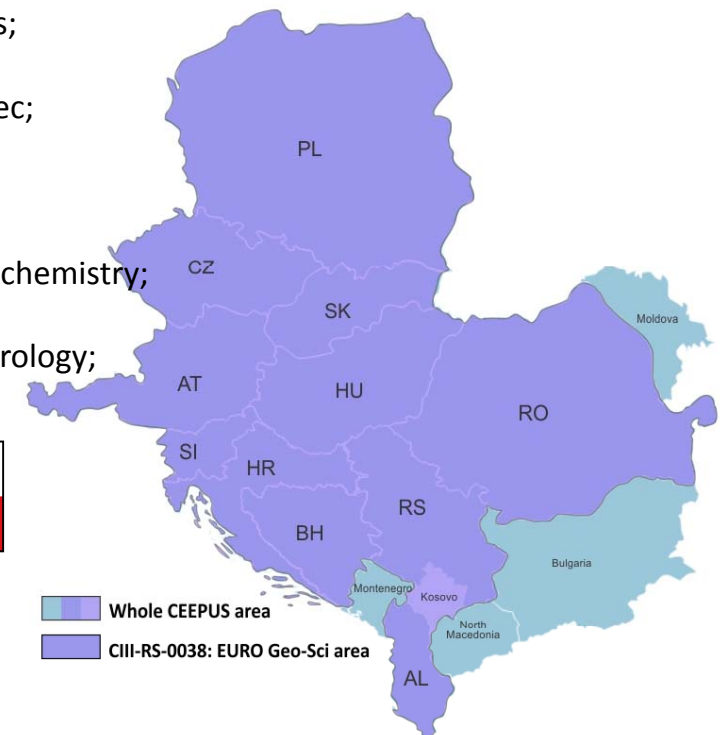 s;
ec;
chemistry;
rology;
PL
CZ
SK
Moldova
AT
HU
RO
SI
HR
RS
BH
Bulgaria
Montenegro
Kosovo
North
Macedonia
AL
Whole CEEPUS area
CIII-RS-0038: EURO Geo-Sci area